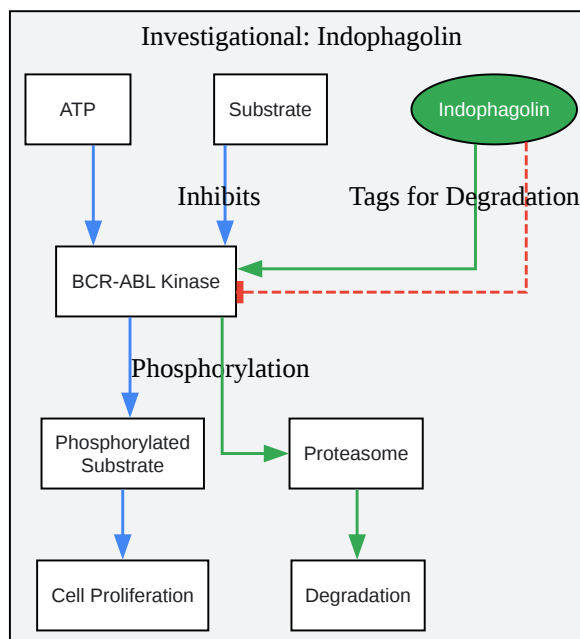 Investigational: Indophagolin
ATP
Substrate
Indophagolin
Inhibits
Tags for Degradation
BCR-ABL Kinase
Phosphorylation
Phosphorylated
Substrate
Proteasome
Cell Proliferation
Degradation